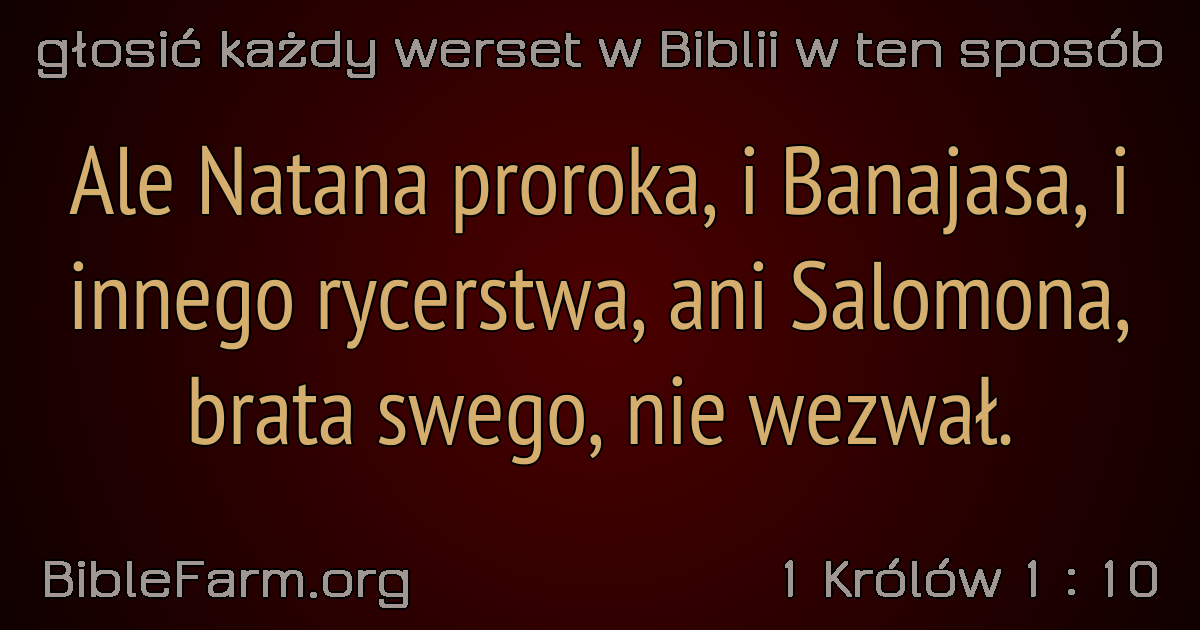 głosić każdy werset w Biblii w ten sposób
Ale Natana proroka, i Banajasa, i
innego rycerstwa, ani Salomona,
brata swego, nie wezwał.
BibleFarm.org
1 Królów 1 : 10